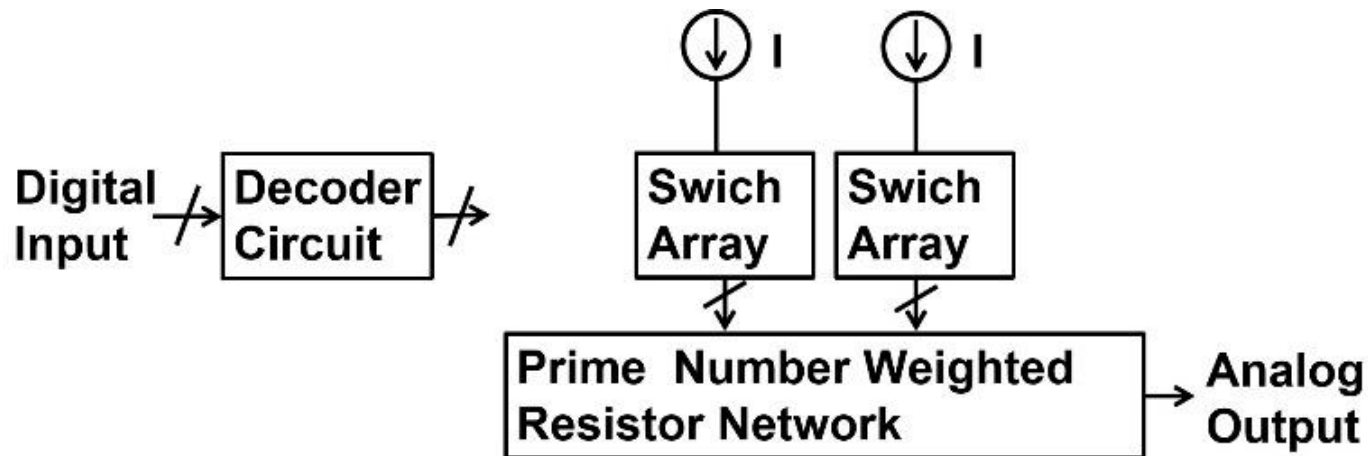 I
I
Digital
Input
Decoder
Circuit
Swich
Array
Swich
Array
Prime Number Weighted
Resistor Network
Analog
Output